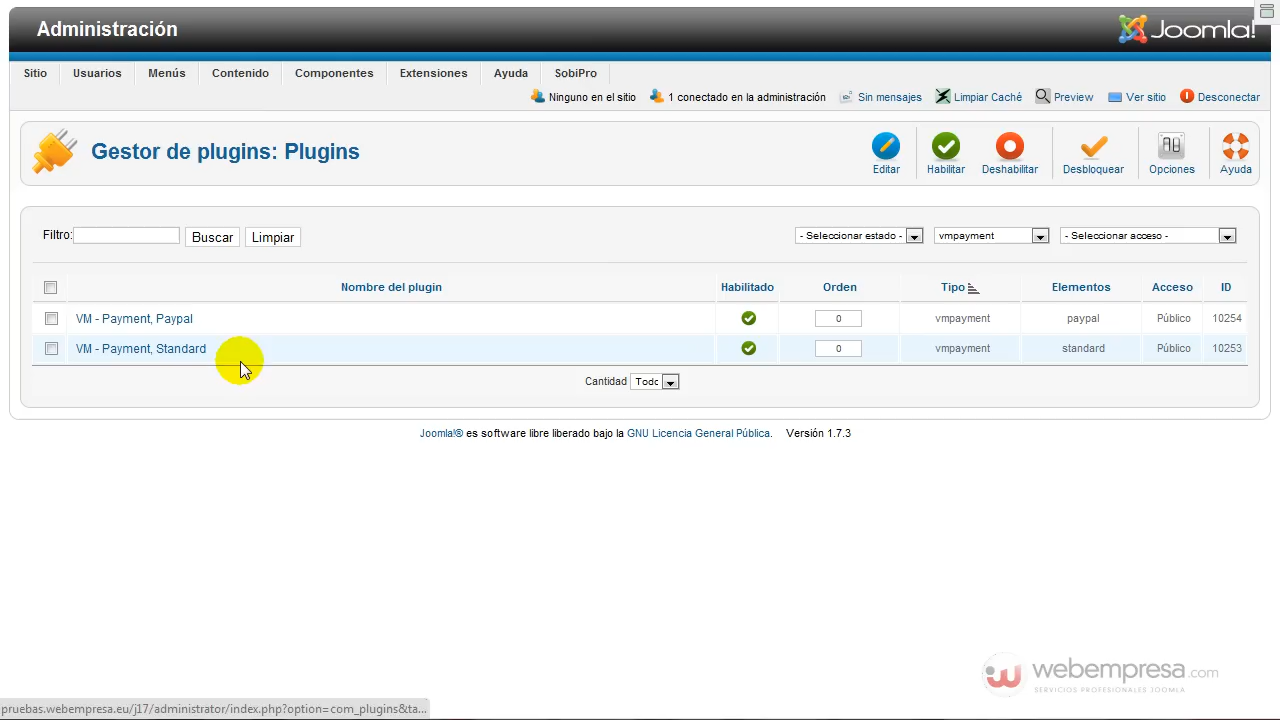 Administración
Joomla!
Sitio Usuarios Menús Contenido Componentes Extensiones Ayuda SobiPro
Ninguno en el sitio 1 conectado en la administración Sin mensajes Limpiar Caché Preview Ver sitio Desconectar
Gestor de plugins: Plugins
Editar Habilitar Deshabilitar Desbloquear Opciones Ayuda
Filtro: Buscar Limpiar - Seleccionar estado - vmpayment - Seleccionar acceso -
Nombre del plugin Habilitado Orden Tipo Elementos Acceso ID
VM - Payment, Paypal 0 vmpayment paypal Público 10254
VM - Payment, Standard 0 vmpayment standard Público 10253
Cantidad Todo
Joomla!® es software libre liberado bajo la GNU Licencia General Pública. Versión 1.7.3
webempresa.com
SERVICIOS PROFESIONALES JOOMLA
pruebas.webempresa.eu/j17/administrator/index.php?option=com_plugins&ta...